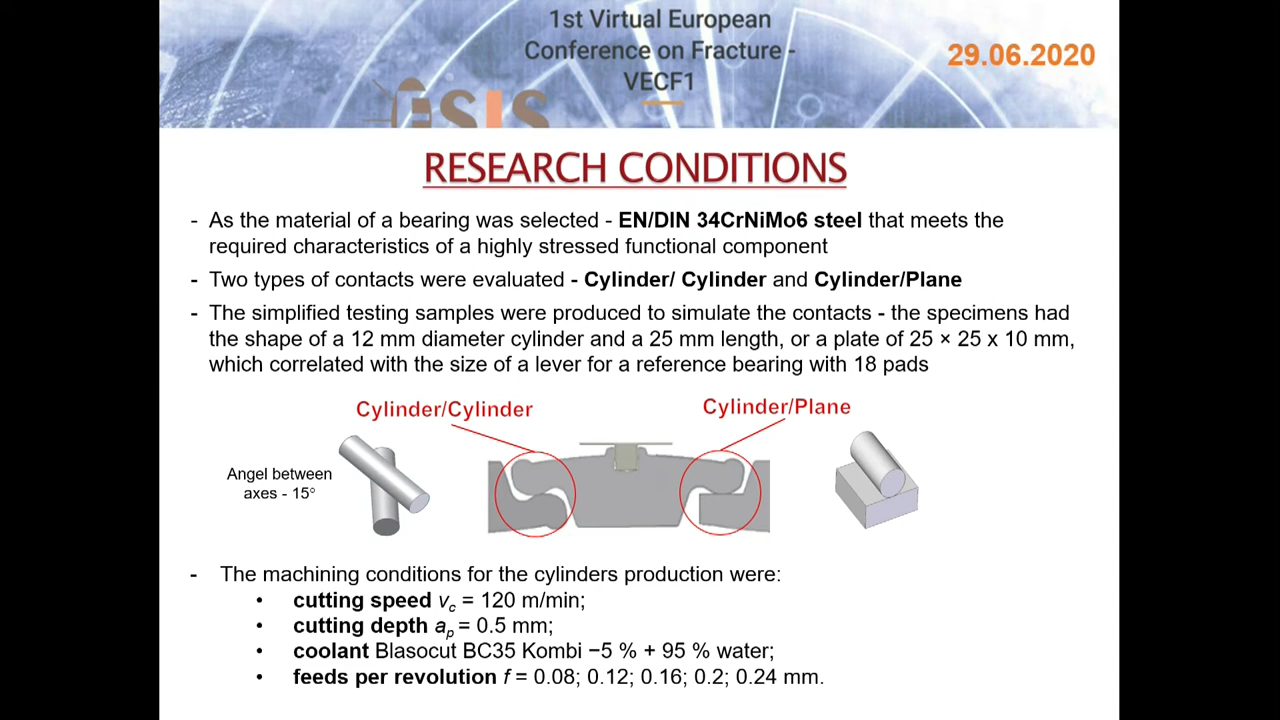 1st Virtual European
Conference on Fracture -
VECF1
29.06.2020
ESIS
RESEARCH CONDITIONS
- As the material of a bearing was selected - EN/DIN 34CrNiMo6 steel that meets the
required characteristics of a highly stressed functional component
- Two types of contacts were evaluated - Cylinder/ Cylinder and Cylinder/Plane
- The simplified testing samples were produced to simulate the contacts - the specimens had
the shape of a 12 mm diameter cylinder and a 25 mm length, or a plate of 25 × 25 x 10 mm,
which correlated with the size of a lever for a reference bearing with 18 pads
Cylinder/Cylinder
Cylinder/Plane
Angel between
axes - 15°
- The machining conditions for the cylinders production were:
• cutting speed vc = 120 m/min;
• cutting depth ap = 0.5 mm;
• coolant Blasocut BC35 Kombi −5 % + 95 % water;
• feeds per revolution f = 0.08; 0.12; 0.16; 0.2; 0.24 mm.